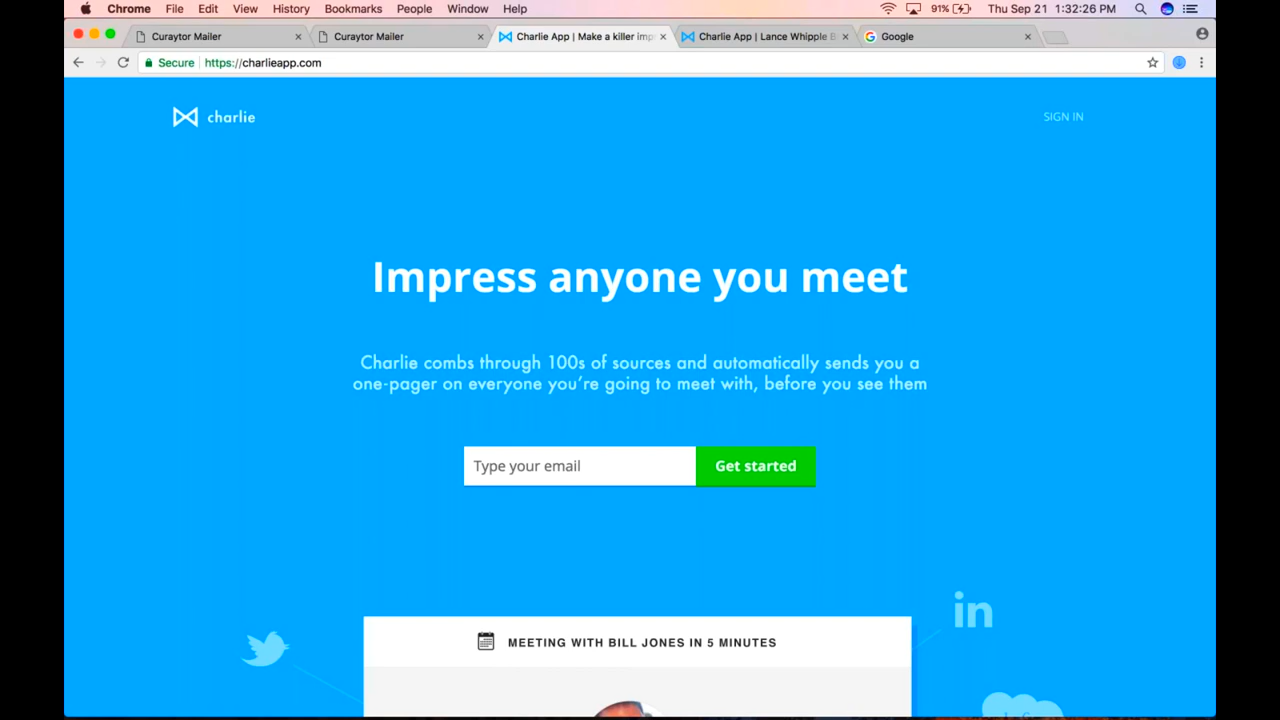 Chrome File Edit View History Bookmarks People Window Help 91% Thu Sep 21 1:32:26 PM
Curaytor Mailer Curaytor Mailer Charlie App | Make a killer imp Charlie App | Lance Whipple Google
Secure https://charlieapp.com
charlie SIGN IN
Impress anyone you meet
Charlie combs through 100s of sources and automatically sends you a
one-pager on everyone you're going to meet with, before you see them
Type your email Get started
in
MEETING WITH BILL JONES IN 5 MINUTES